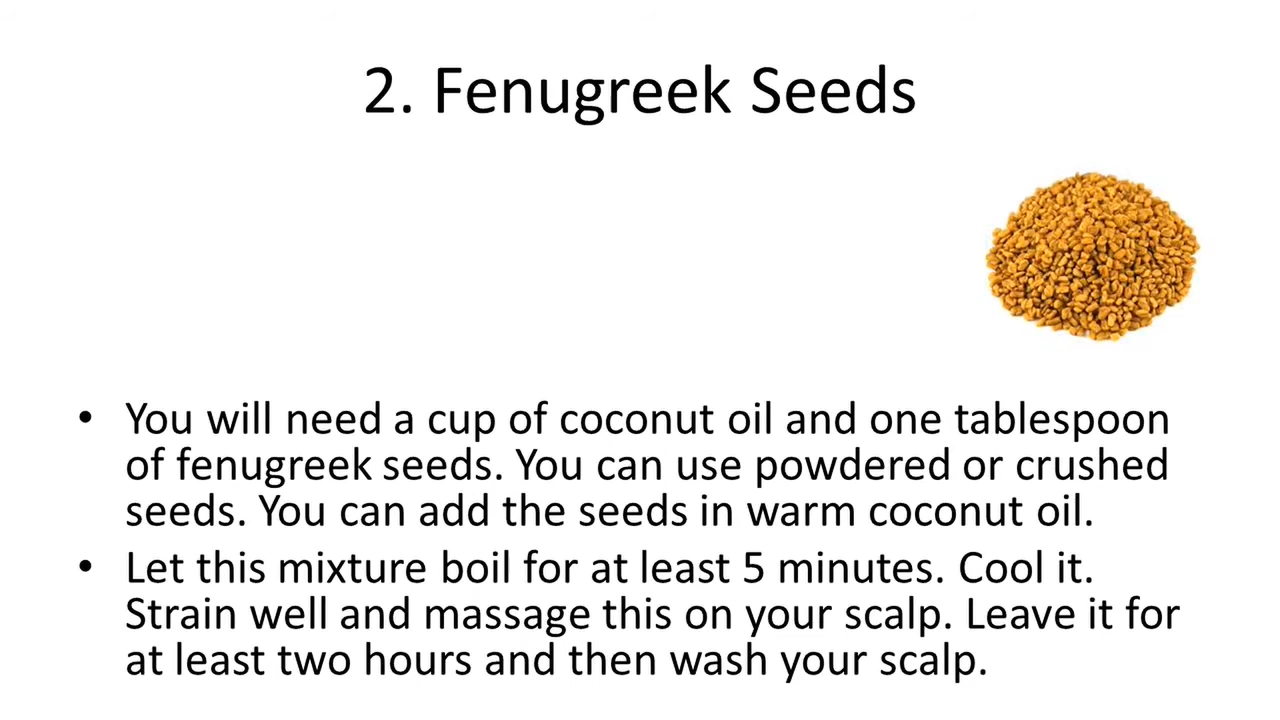 2. Fenugreek Seeds
• You will need a cup of coconut oil and one tablespoon
of fenugreek seeds. You can use powdered or crushed
seeds. You can add the seeds in warm coconut oil.
• Let this mixture boil for at least 5 minutes. Cool it.
Strain well and massage this on your scalp. Leave it for
at least two hours and then wash your scalp.